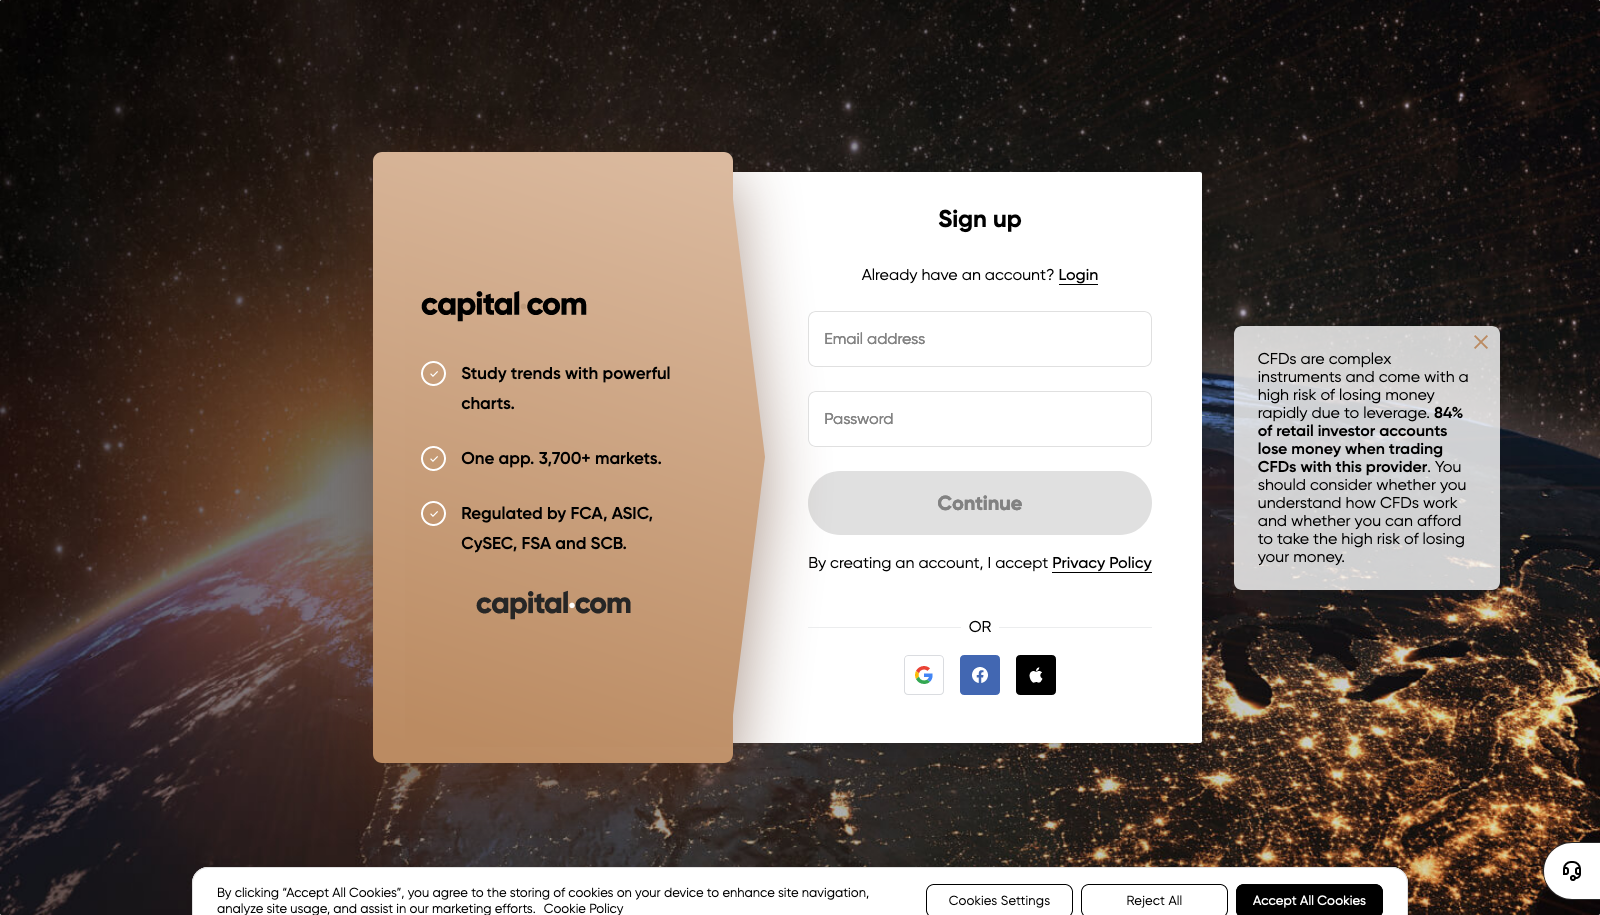 capital com
Study trends with powerful
charts.
One app. 3,700+ markets.
Regulated by FCA, ASIC,
CySEC, FSA and SCB.
capital.com
Sign up
Already have an account? Login
Email address
Password
Continue
By creating an account, I accept Privacy Policy
OR
CFDs are complex
instruments and come with a
high risk of losing money
rapidly due to leverage. 84%
of retail investor accounts
lose money when trading
CFDs with this provider. You
should consider whether you
understand how CFDs work
and whether you can afford
to take the high risk of losing
your money.
By clicking “Accept All Cookies”, you agree to the storing of cookies on your device to enhance site navigation,
analyze site usage, and assist in our marketing efforts. Cookie Policy
Cookies Settings
Reject All
Accept All Cookies